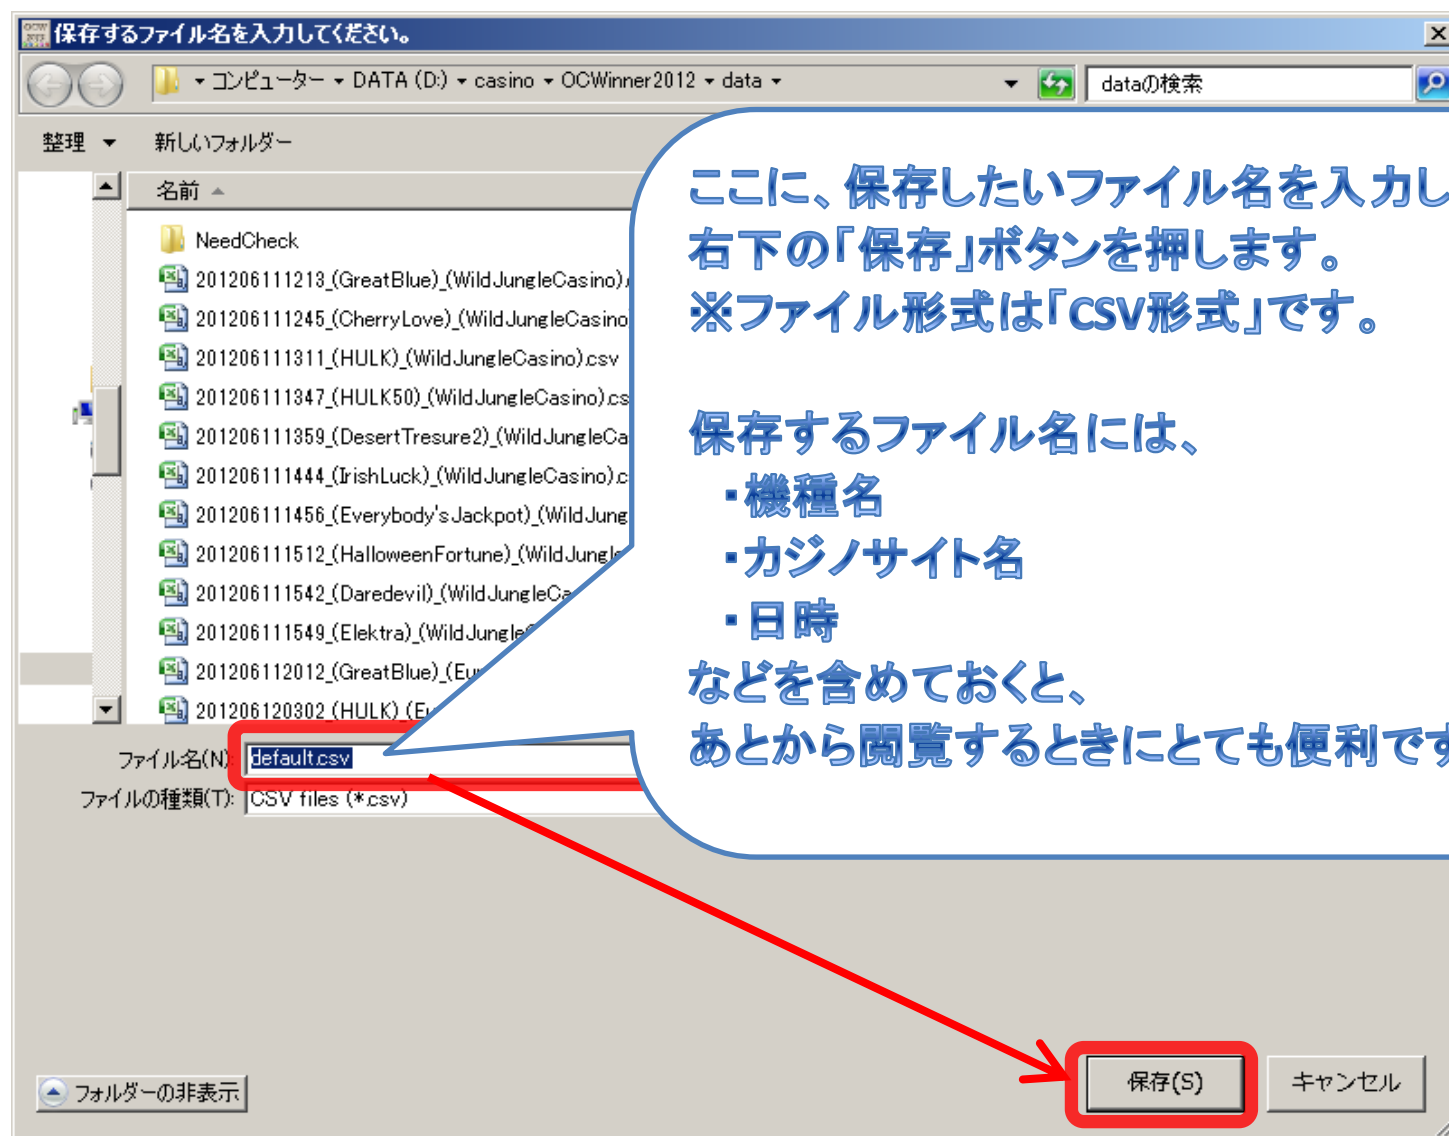 保存するファイル名を入力してください。
コンピューター ▾ DATA (D:) ▾ casino ▾ OCWinner2012 ▾ data ▾
dataの検索
整理 ▾ 新しいフォルダー
名前
NeedCheck
201206111213_(GreatBlue)_(WildJungleCasino)
201206111245_(CherryLove)_(WildJungleCasino
201206111311_(HULK)_(WildJungleCasino).csv
201206111347_(HULK50)_(WildJungleCasino).cs
201206111359_(DesertTresure2)_(WildJungleCa
201206111444_(IrishLuck)_(WildJungleCasino).c
201206111456_(Everybody'sJackpot)_(WildJung
201206111512_(HalloweenFortune)_(WildJungle
201206111542_(Daredevil)_(WildJungleCa
201206111549_(Elektra)_(WildJungle
201206112012_(GreatBlue)_(Eur
201206120302_(HULK)_(Eu
ここに、保存したいファイル名を入力し
右下の「保存」ボタンを押します。
※ファイル形式は「CSV形式」です。
保存するファイル名には、
・機種名
・カジノサイト名
・日時
などを含めておくと、
あとから閲覧するときにとても便利です
ファイル名(N): default.csv
ファイルの種類(T): CSV files (*.csv)
フォルダーの非表示
保存(S)
キャンセル